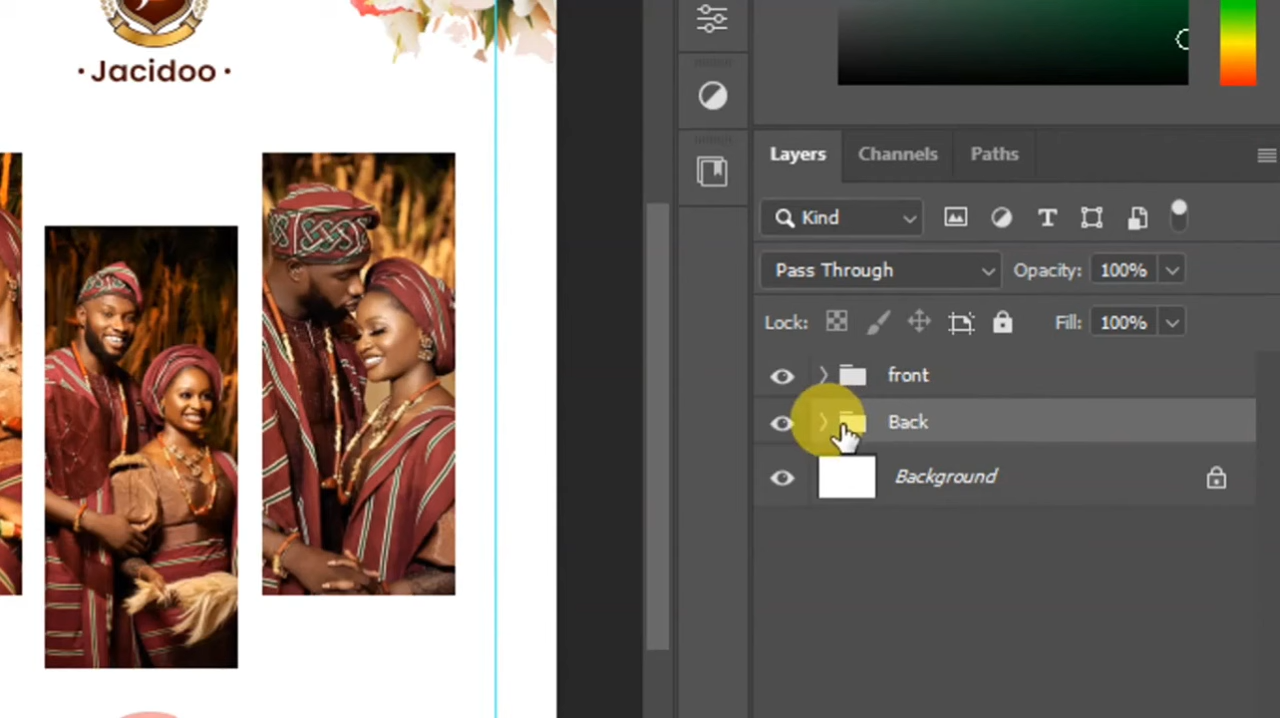 · Jacidoo ·
Layers Channels Paths
Kind
Pass Through Opacity: 100%
Lock: Fill: 100%
front
Back
Background